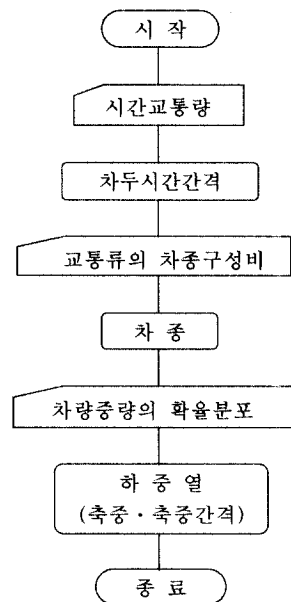 시 작
시간교통량
차두시간간격
교통류의 차종구성비
차 종
차량중량의 확율분포
하 중 열
(축중·축중간격)
종 료